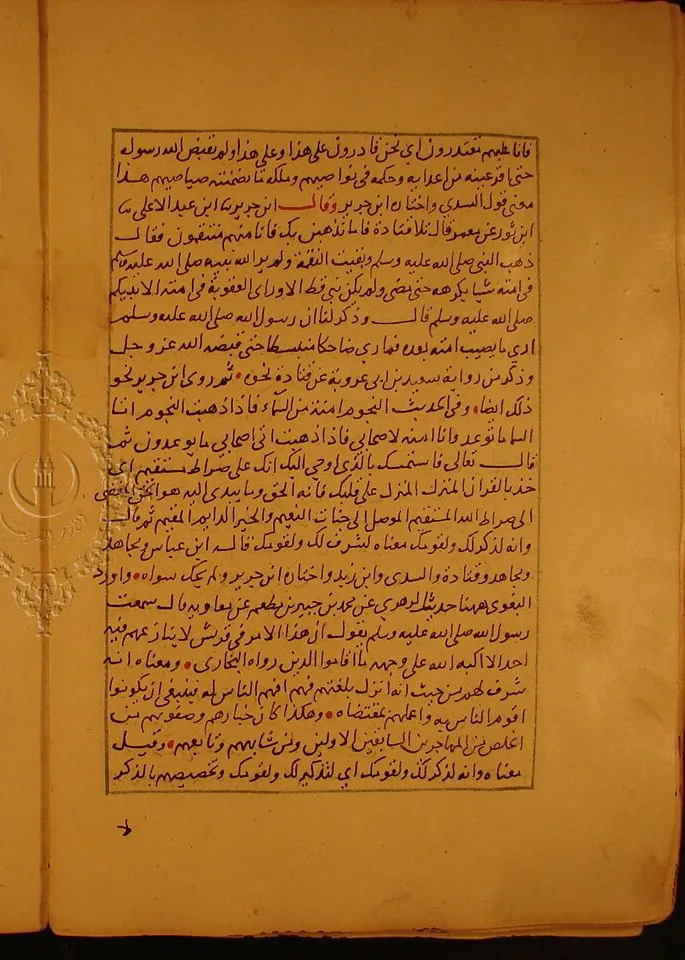 فانا عليهم مقتدرون اي نحن قادرون على هذا وعلى هذا ولم يقبض الله رسوله
حتى اقر عينه من اعدايه وحكمه في نواصيهم وملكه ما تضمنته صياصيهم هذا
معنى قول السدي واختاره ابن جرير وقال ابن جرير ثنا ابن عبد الاعلى ثنا
ابن ثور عن معمر قال تلا قتادة فاما نذهبن بك فانا منهم منتقمون فقال
ذهب النبي صلى الله عليه وسلم وبقيت النقمة ولم ير الله نبيه صلى الله عليه وسلم
في امته شيا يكرهه حتى مضى ولم يكن نبي قط الا وراى العقوبة في امته الا نبيكم
صلى الله عليه وسلم قال وذكر لنا ان رسول الله صلى الله عليه وسلم
اري ما يصيب امته بعده فما ري ضاحكا منبسطا حتى قبضه الله عز وجل
وذكر من رواية سعيد بن ابي عروبة عن قتادة نحوه ثم روى ابن جرير نحو
ذلك ايضا وفي الحديث النجوم امنة من السماء فاذا ذهبت النجوم اتا
السما ما توعد وانا امنة لاصحابي فاذا ذهبت اتى اصحابي ما يوعدون ثم
قال تعالى فاستمسك بالذي اوحي اليك انك على صراط مستقيم اي
خذ بالقران المنزل المنزل على قلبك فانه الحق وما يهدي اليه هو الحق المفضي
الى صراط الله المستقيم الموصل الى جنات النعيم والخير الدايم المقيم ثم قال
وانه لذكر لك ولقومك معناه لشرف لك ولقومك قاله ابن عباس ومجاهد
ومجاهد وقتادة والسدي وابن زيد واختاره ابن جرير ولم يحك سواه واورد
البغوي ههنا حديث الزهري عن محمد بن جبير بن مطعم عن معاوية قال سمعت
رسول الله صلى الله عليه وسلم يقول ان هذا الامر في قريش لا ينازعهم فيه
احد الا اكبه الله على وجهه ما اقاموا الدين رواه البخاري ومعناه انه
شرف لهم من حيث انه انزل بلغتهم فهم افهم الناس له فينبغي ان يكونوا
اقوم الناس به واعملهم بمقتضاه وهكذا كان خيارهم وصفوتهم من
الخلص من المهاجرين السابقين الاولين ومن شابههم وتابعهم وقيل
معناه وانه لذكر لك ولقومك اي لتذكير لك ولقومك وتخصيصهم بالذكر